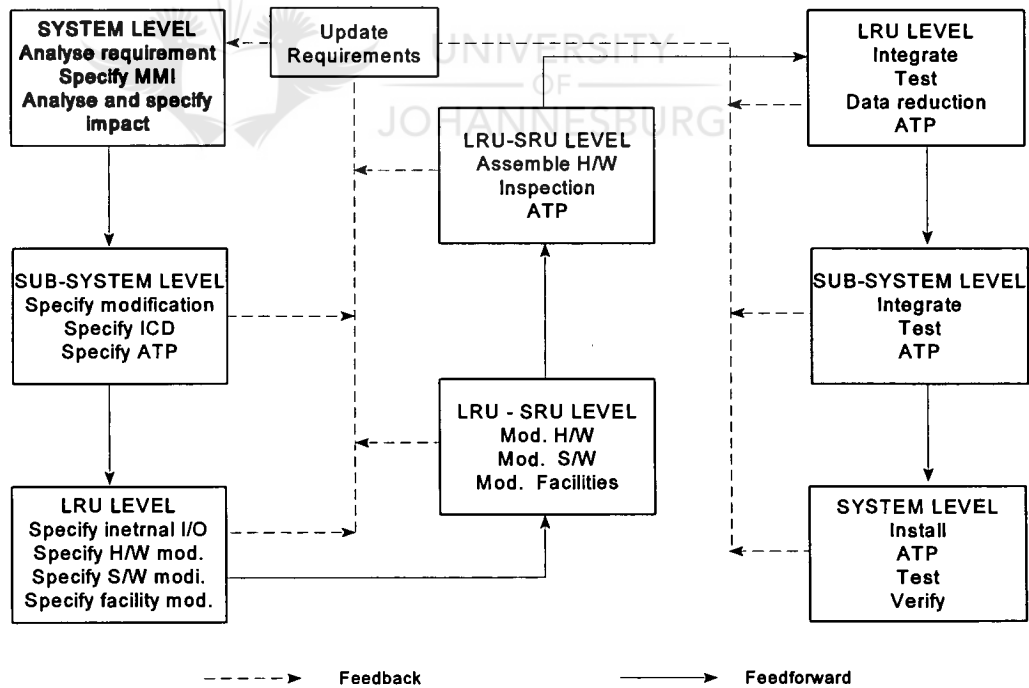 SYSTEM LEVEL
Analyse requirement
Specify MMI
Analyse and specify
impact
Update
Requirements
UNIVERSITY
OF
JOHANNESBURG
LRU LEVEL
Integrate
Test
Data reduction
ATP
LRU-SRU LEVEL
Assemble H/W
Inspection
ATP
SUB-SYSTEM LEVEL
Specify modification
Specify ICD
Specify ATP
SUB-SYSTEM LEVEL
Integrate
Test
ATP
LRU - SRU LEVEL
Mod. H/W
Mod. S/W
Mod. Facilities
LRU LEVEL
Specify inetrnal I/O
Specify H/W mod.
Specify S/W modi.
Specify facility mod.
SYSTEM LEVEL
Install
ATP
Test
Verify
Feedback
Feedforward